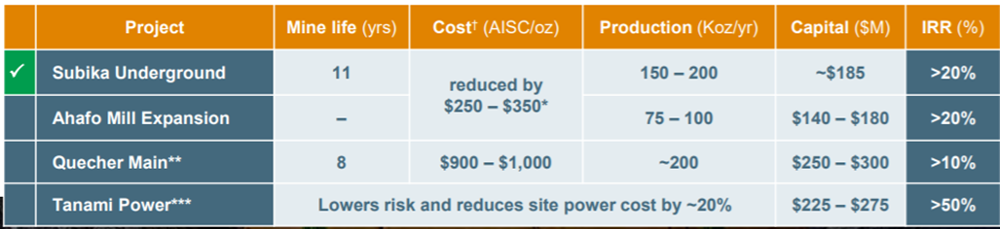 Project Mine life (yrs) Cost† (AISC/oz) Production (Koz/yr) Capital ($M) IRR (%)
✓ Subika Underground 11 reduced by $250 – $350* 150 – 200 ~$185 >20%
Ahafo Mill Expansion – 75 – 100 $140 – $180 >20%
Quecher Main** 8 $900 – $1,000 ~200 $250 – $300 >10%
Tanami Power*** Lowers risk and reduces site power cost by ~20% $225 – $275 >50%